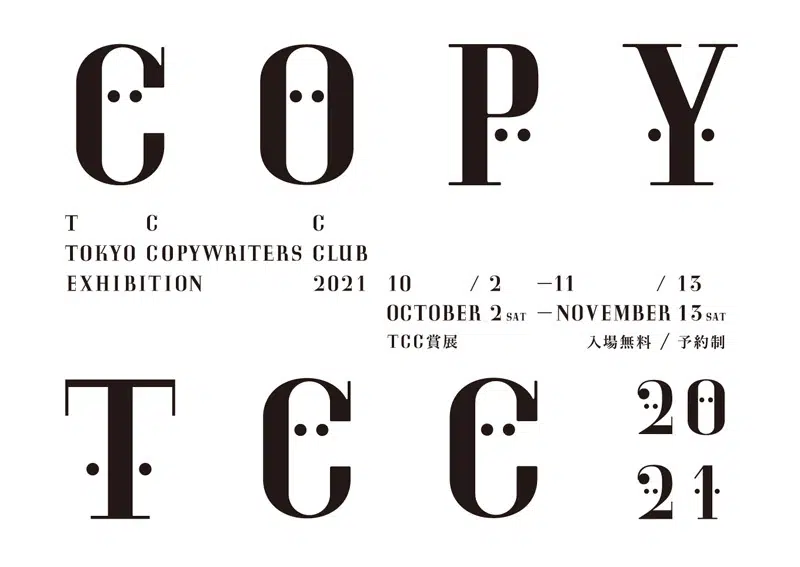 COPY
T C C
TOKYO COPYWRITERS CLUB
EXHIBITION 2021 10 / 2 —11 / 13
OCTOBER 2 SAT —NOVEMBER 13 SAT
TCC賞展 入場無料 / 予約制
TCC 20
21